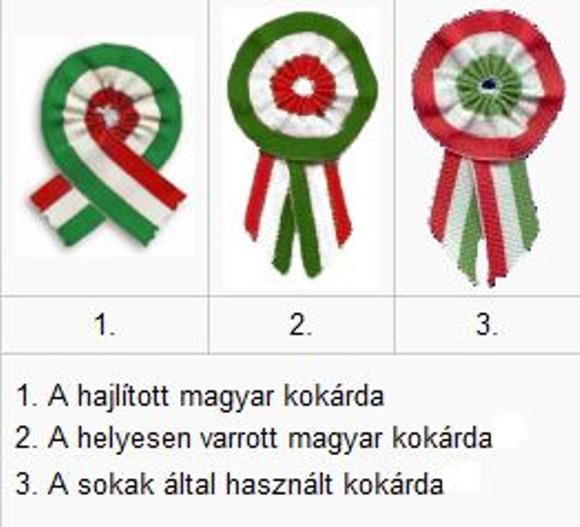 1. 2. 3.
1. A hajlított magyar kokárda
2. A helyesen varrott magyar kokárda
3. A sokak által használt kokárda